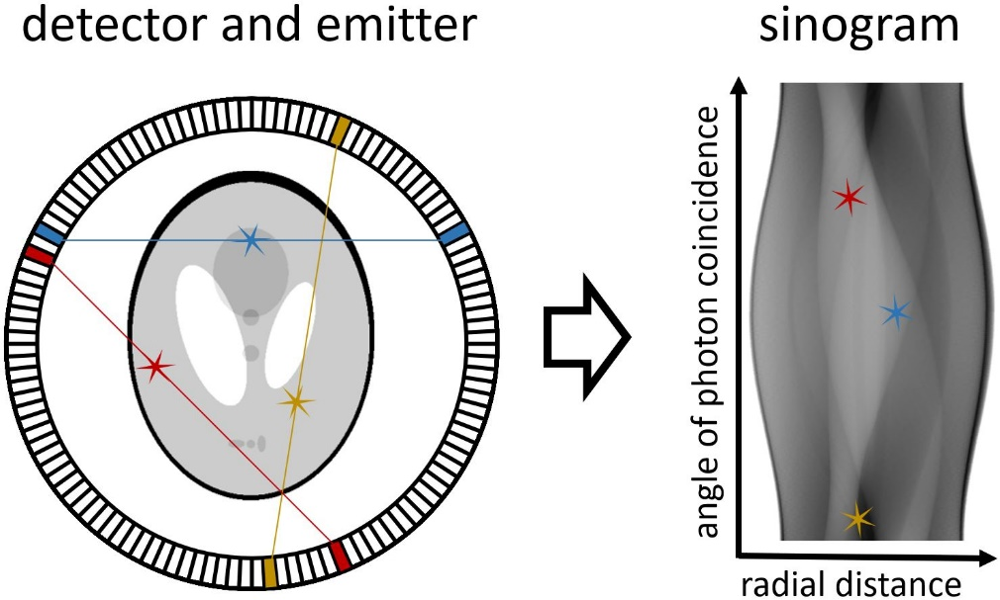 detector and emitter
sinogram
angle of photon coincidence
radial distance